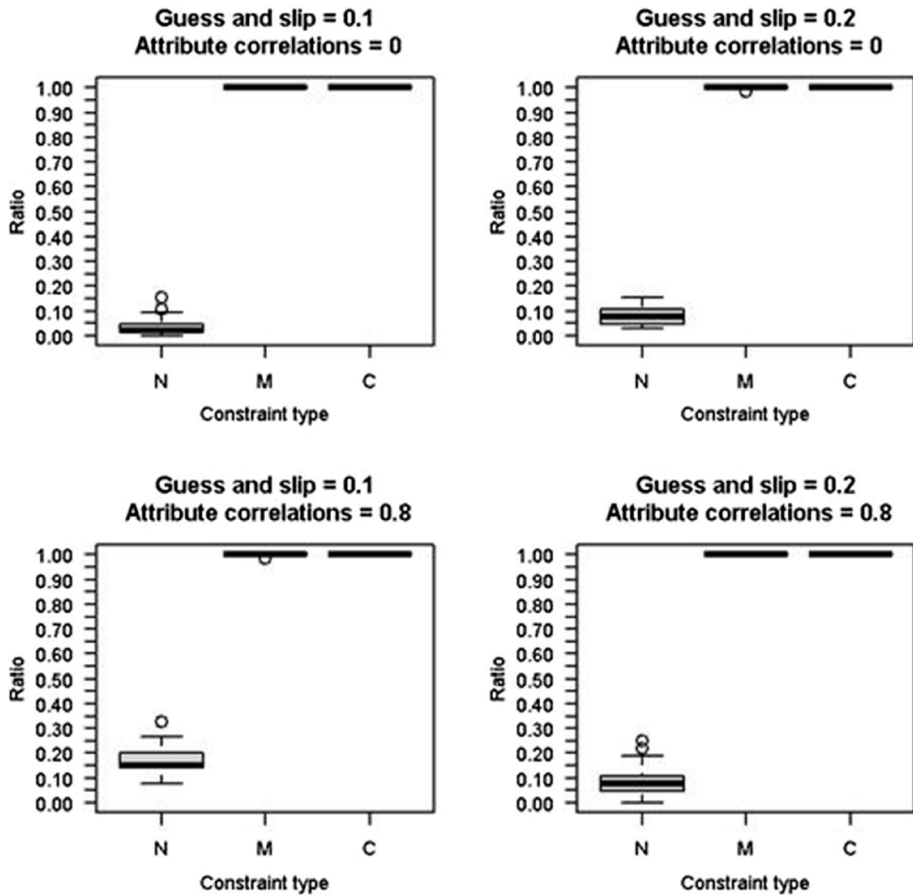 Guess and slip = 0.1
Attribute correlations = 0
Ratio
1.00
0.90
0.80
0.70
0.60
0.50
0.40
0.30
0.20
0.10
0.00
N M C
Constraint type
Guess and slip = 0.2
Attribute correlations = 0
Ratio
1.00
0.90
0.80
0.70
0.60
0.50
0.40
0.30
0.20
0.10
0.00
N M C
Constraint type
Guess and slip = 0.1
Attribute correlations = 0.8
Ratio
1.00
0.90
0.80
0.70
0.60
0.50
0.40
0.30
0.20
0.10
0.00
N M C
Constraint type
Guess and slip = 0.2
Attribute correlations = 0.8
Ratio
1.00
0.90
0.80
0.70
0.60
0.50
0.40
0.30
0.20
0.10
0.00
N M C
Constraint type